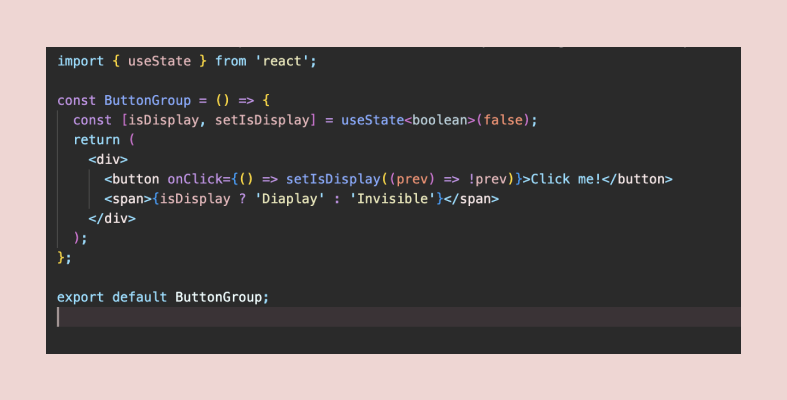 import { useState } from 'react';
const ButtonGroup = () => {
const [isDisplay, setIsDisplay] = useState<boolean>(false);
return (
<div>
<button onClick={() => setIsDisplay((prev) => !prev)}>Click me!</button>
<span>{isDisplay ? 'Diaplay' : 'Invisible'}</span>
</div>
);
};
export default ButtonGroup;